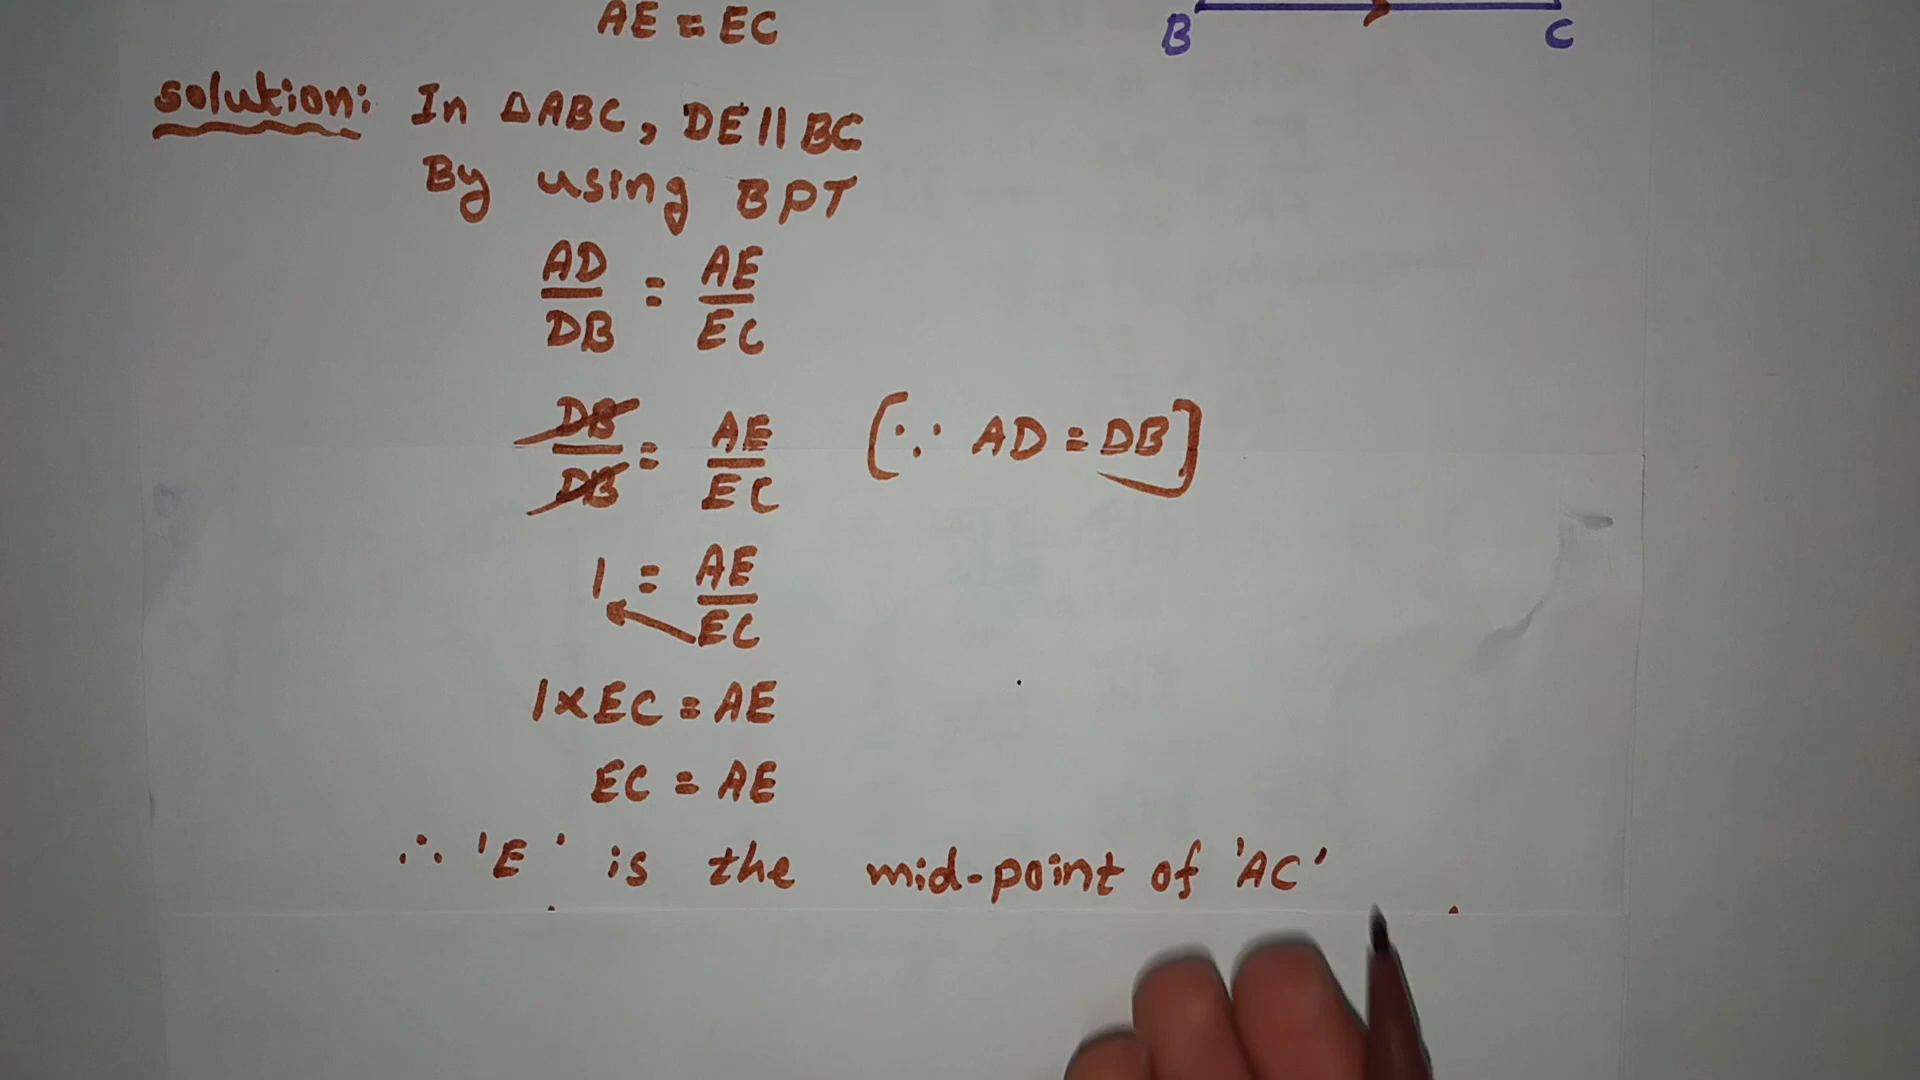 AE = EC
B C
solution: In △ABC, DE || BC
By using BPT
AD/DB = AE/EC
DB/DB = AE/EC [∵ AD = DB]
1 = AE/EC
1×EC = AE
EC = AE
∴ 'E' is the mid-point of 'AC'